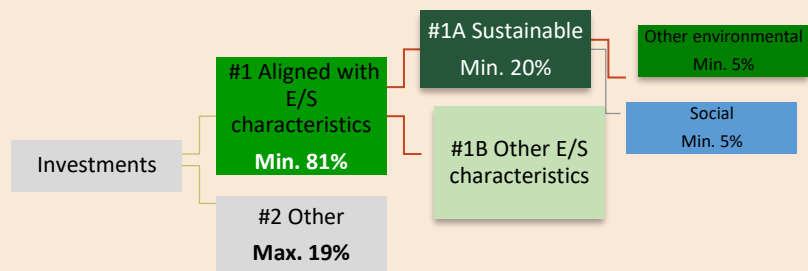 Investments
#1 Aligned with
E/S
characteristics
Min. 81%
#2 Other
Max. 19%
#1A Sustainable
Min. 20%
#1B Other E/S
characteristics
Other environmental
Min. 5%
Social
Min. 5%